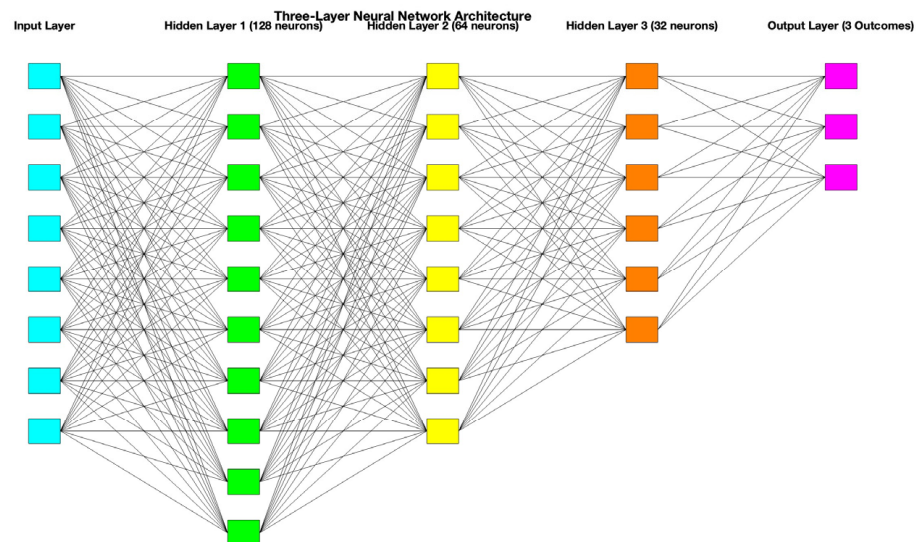 Three-Layer Neural Network Architecture
Input Layer
Hidden Layer 1 (128 neurons)
Hidden Layer 2 (64 neurons)
Hidden Layer 3 (32 neurons)
Output Layer (3 Outcomes)